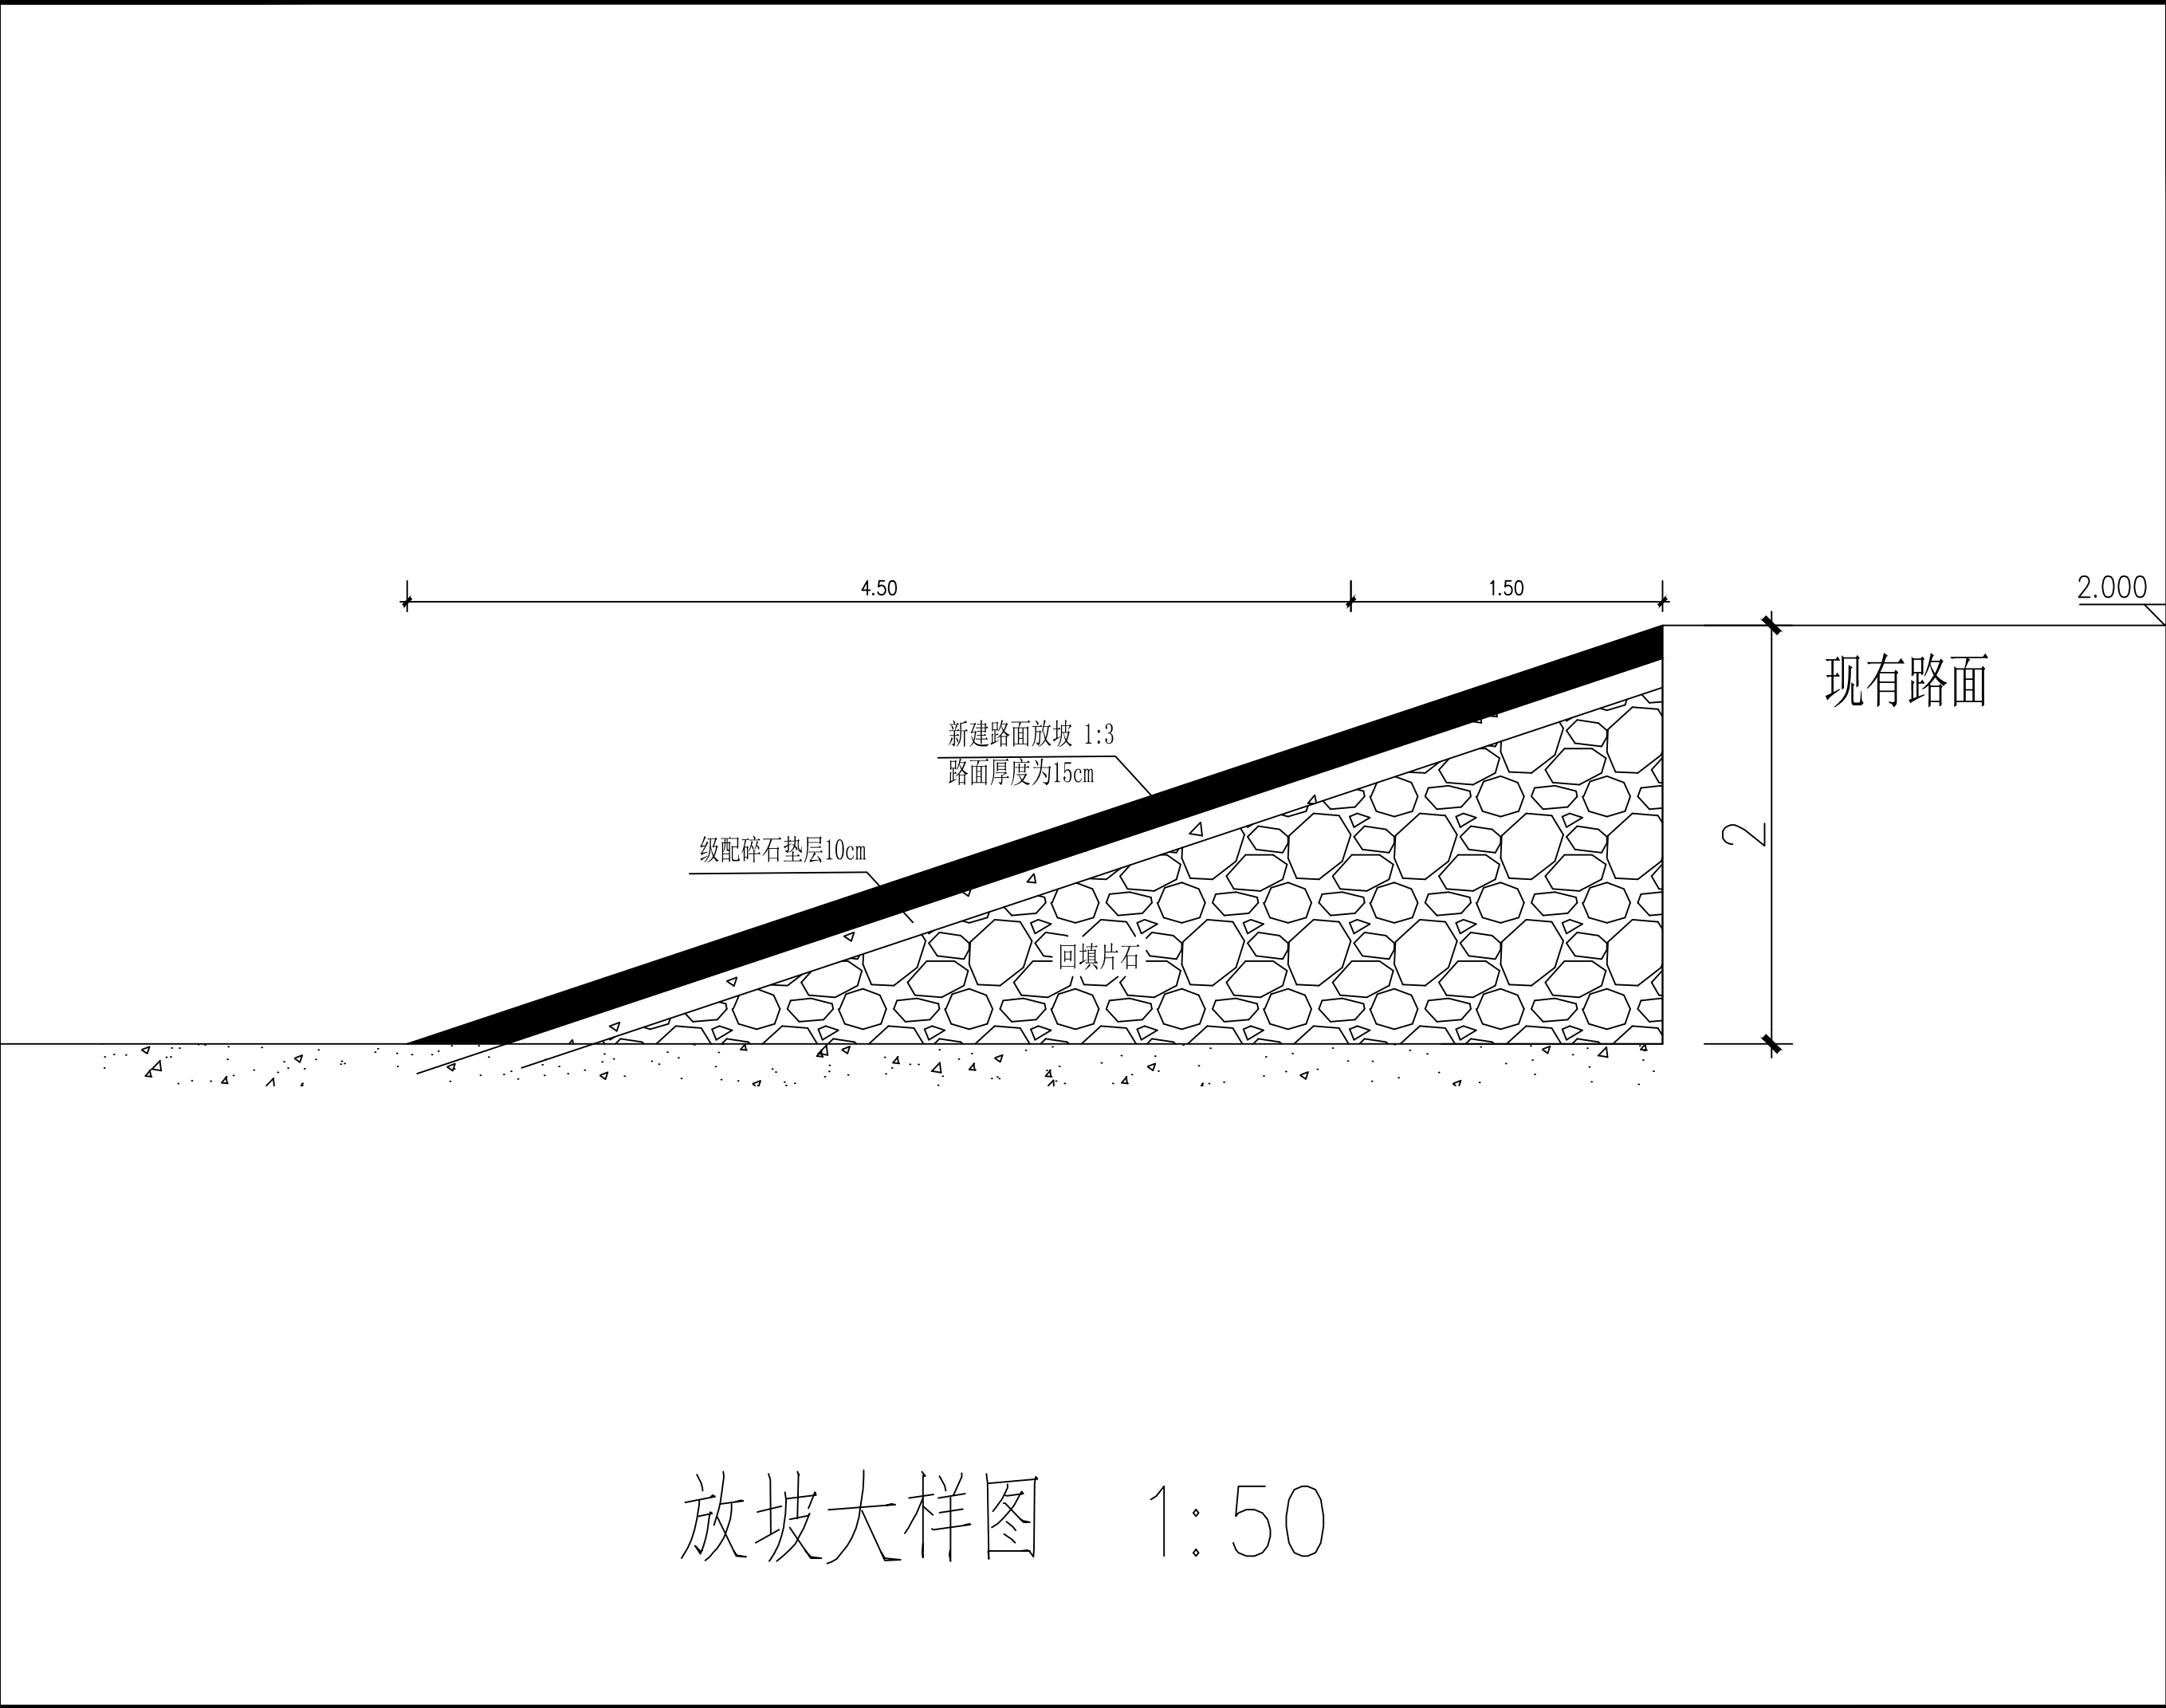 4.50
1.50
2.000
现有路面
新建路面放坡 1:3
路面厚度为15cm
2
级配碎石垫层10cm
回填片石
放坡大样图 1:50